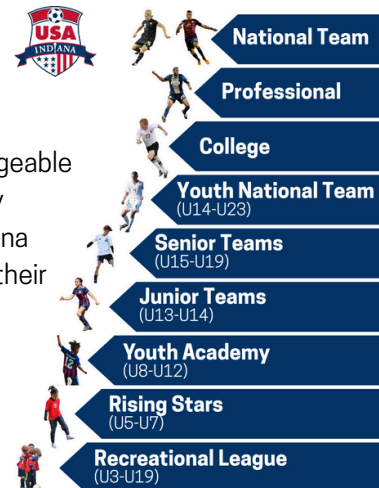 USA
INDIANA
geable
na
their
National Team
Professional
College
Youth National Team
(U14-U23)
Senior Teams
(U15-U19)
Junior Teams
(U13-U14)
Youth Academy
(U8-U12)
Rising Stars
(U5-U7)
Recreational League
(U3-U19)